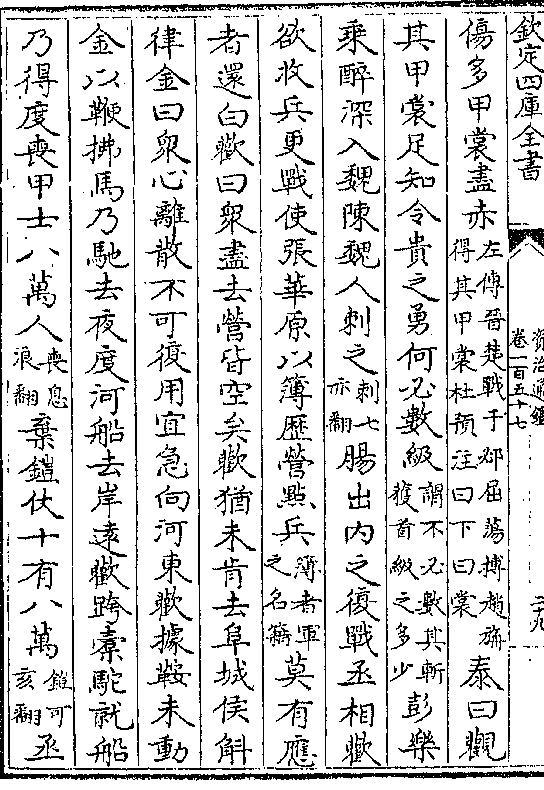 欽定四庫全書
資治通鑑
卷一百五十七
二十九
傷多甲裳盡赤左傳晉楚戰于邲屈蕩搏趙旃得其甲裳杜預注曰下曰裳泰曰觀
其甲裳足知令貴之勇何必數級謂不必數其斬獲首級之多少彭樂
乘醉深入魏陳魏人刺之刺七亦翻腸出内之復戰丞相歡
欲收兵更戰使張華原以簿歴營㸃兵簿者軍之名籍莫有應
者還白歡曰衆盡去營皆空矣歡猶未肯去阜城侯斛
律金曰衆心離散不可復用宜急向河東歡據鞍未動
金以鞭拂馬乃馳去夜度河船去岸遠歡跨槖駝就船
乃得度喪甲士八萬人喪息浪翻棄鎧仗十有八萬鎧可亥翻丞